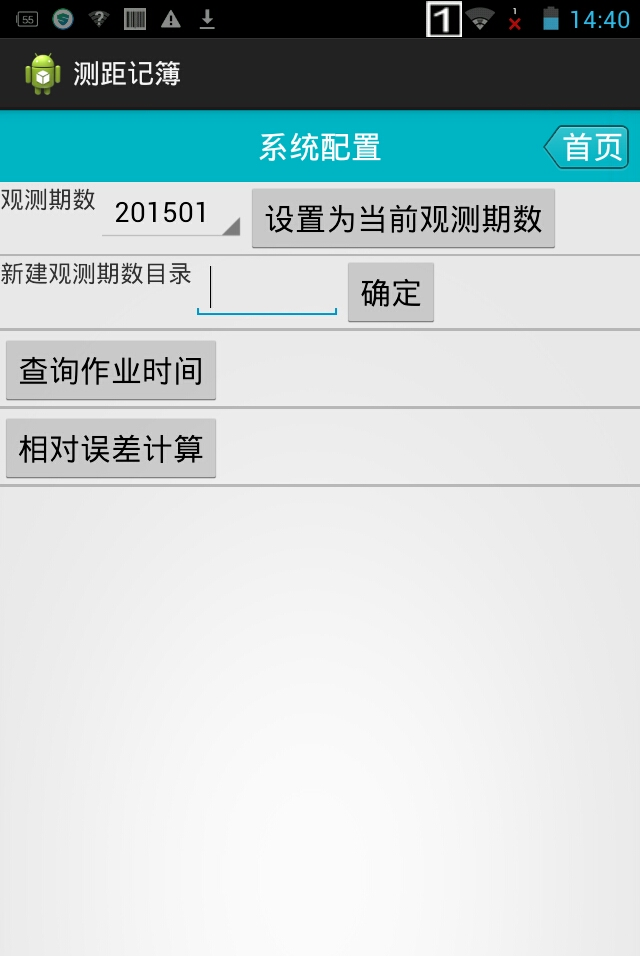 55 1 1 14:40
测距记簿
系统配置 首页
观测期数 201501 设置为当前观测期数
新建观测期数目录 确定
查询作业时间
相对误差计算